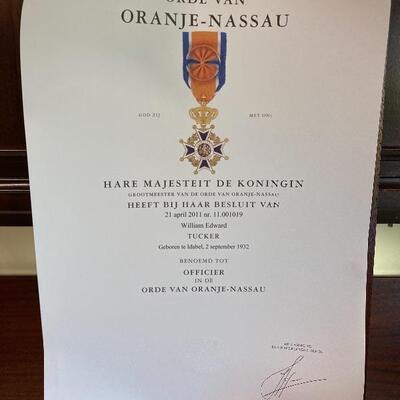 ORDE VAN
ORANJE-NASSAU
GOD ZIJ MET ONS
HARE MAJESTEIT DE KONINGIN
GROOTMEESTER VAN DE ORDE VAN ORANJE-NASSAU
HEEFT BIJ HAAR BESLUIT VAN
21 april 2011 nr. 11.001019
William Edward
TUCKER
Geboren te Idabel, 2 september 1932
BENOEMD TOT
OFFICIER
IN DE
ORDE VAN ORANJE-NASSAU